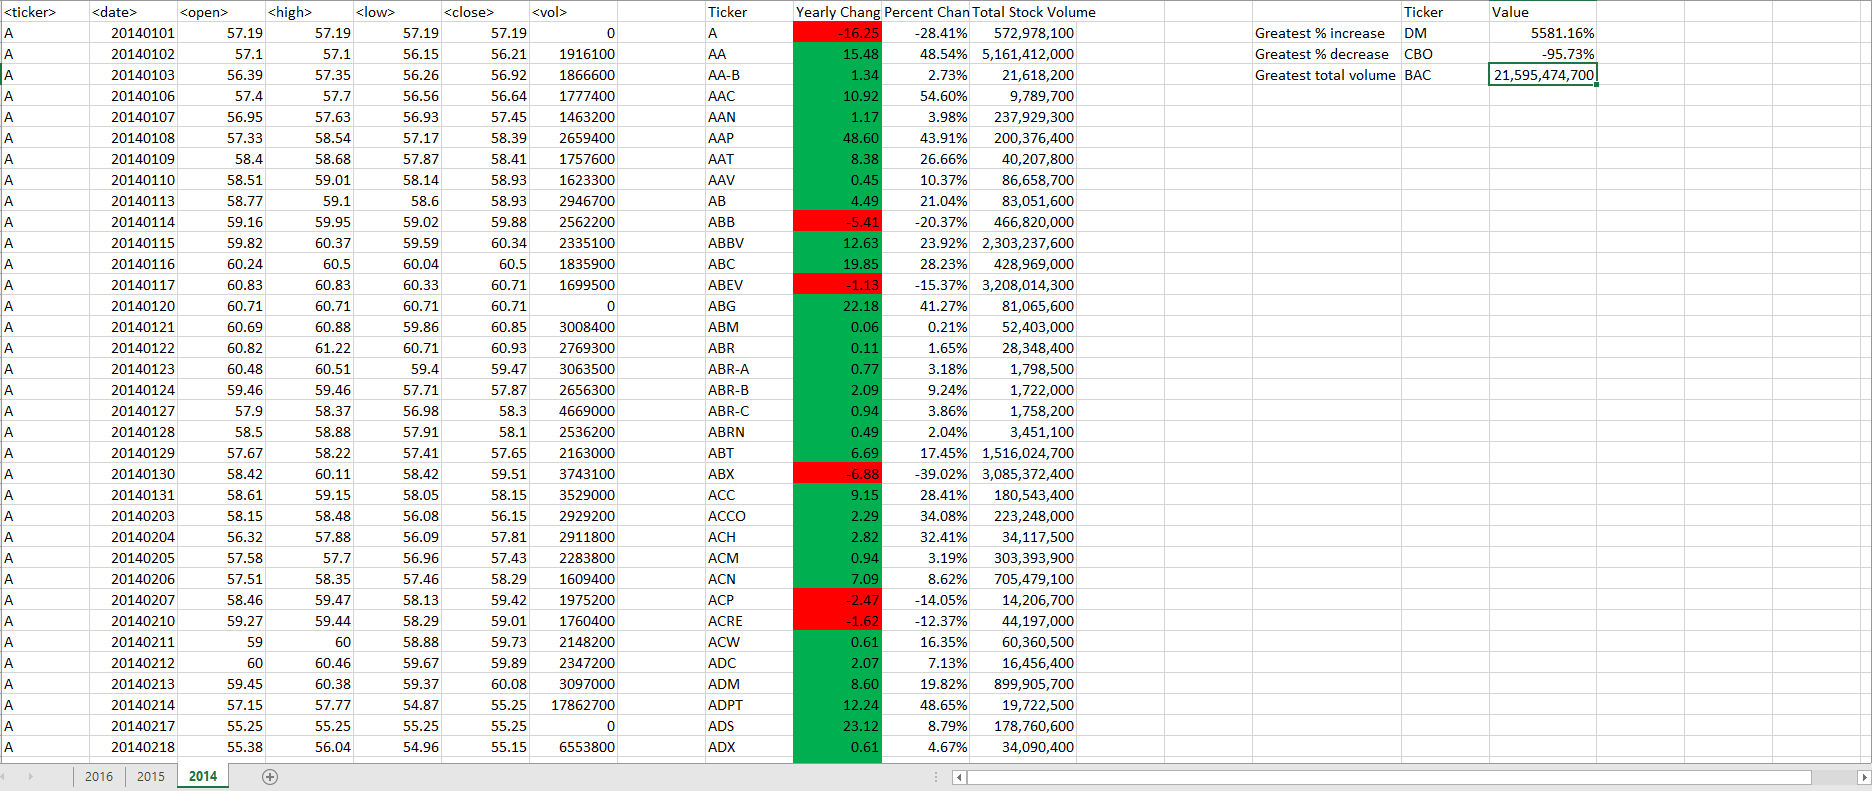 <ticker> <date> <open> <high> <low> <close> <vol> Ticker Yearly Chang Percent Chan Total Stock Volume Ticker Value
A 20140101 57.19 57.19 57.19 57.19 0 A -16.25 -28.41% 572,978,100 Greatest % increase DM 5581.16%
A 20140102 57.1 57.1 56.15 56.21 1916100 AA 15.48 48.54% 5,161,412,000 Greatest % decrease CBO -95.73%
A 20140103 56.39 57.35 56.26 56.92 1866600 AA-B 1.34 2.73% 21,618,200 Greatest total volume BAC 21,595,474,700
A 20140106 57.4 57.7 56.56 56.64 1777400 AAC 10.92 54.60% 9,789,700
A 20140107 56.95 57.63 56.93 57.45 1463200 AAN 1.17 3.98% 237,929,300
A 20140108 57.33 58.54 57.17 58.39 2659400 AAP 48.60 43.91% 200,376,400
A 20140109 58.4 58.68 57.87 58.41 1757600 AAT 8.38 26.66% 40,207,800
A 20140110 58.51 59.01 58.14 58.93 1623300 AAV 0.45 10.37% 86,658,700
A 20140113 58.77 59.1 58.6 58.93 2946700 AB 4.49 21.04% 83,051,600
A 20140114 59.16 59.95 59.02 59.88 2562200 ABB -5.41 -20.37% 466,820,000
A 20140115 59.82 60.37 59.59 60.34 2335100 ABBV 12.63 23.92% 2,303,237,600
A 20140116 60.24 60.5 60.04 60.5 1835900 ABC 19.85 28.23% 428,969,000
A 20140117 60.83 60.83 60.33 60.71 1699500 ABEV -1.13 -15.37% 3,208,014,300
A 20140120 60.71 60.71 60.71 60.71 0 ABG 22.18 41.27% 81,065,600
A 20140121 60.69 60.88 59.86 60.85 3008400 ABM 0.06 0.21% 52,403,000
A 20140122 60.82 61.22 60.71 60.93 2769300 ABR 0.11 1.65% 28,348,400
A 20140123 60.48 60.51 59.4 59.47 3063500 ABR-A 0.77 3.18% 1,798,500
A 20140124 59.46 59.46 57.71 57.87 2656300 ABR-B 2.09 9.24% 1,722,000
A 20140127 57.9 58.37 56.98 58.3 4669000 ABR-C 0.94 3.86% 1,758,200
A 20140128 58.5 58.88 57.91 58.1 2536200 ABRN 0.49 2.04% 3,451,100
A 20140129 57.67 58.22 57.41 57.65 2163000 ABT 6.69 17.45% 1,516,024,700
A 20140130 58.42 60.11 58.42 59.51 3743100 ABX -6.88 -39.02% 3,085,372,400
A 20140131 58.61 59.15 58.05 58.15 3529000 ACC 9.15 28.41% 180,543,400
A 20140203 58.15 58.48 56.08 56.15 2929200 ACCO 2.29 34.08% 223,248,000
A 20140204 56.32 57.88 56.09 57.81 2911800 ACH 2.82 32.41% 34,117,500
A 20140205 57.58 57.7 56.96 57.43 2283800 ACM 0.94 3.19% 303,393,900
A 20140206 57.51 58.35 57.46 58.29 1609400 ACN 7.09 8.62% 705,479,100
A 20140207 58.46 59.47 58.13 59.42 1975200 ACP -2.47 -14.05% 14,206,700
A 20140210 59.27 59.44 58.29 59.01 1760400 ACRE -1.62 -12.37% 44,197,000
A 20140211 59 60 58.88 59.73 2148200 ACW 0.61 16.35% 60,360,500
A 20140212 60 60.46 59.67 59.89 2347200 ADC 2.07 7.13% 16,456,400
A 20140213 59.45 60.38 59.37 60.08 3097000 ADM 8.60 19.82% 899,905,700
A 20140214 57.15 57.77 54.87 55.25 17862700 ADPT 12.24 48.65% 19,722,500
A 20140217 55.25 55.25 55.25 55.25 0 ADS 23.12 8.79% 178,760,600
A 20140218 55.38 56.04 54.96 55.15 6553800 ADX 0.61 4.67% 34,090,400
2016 2015 2014